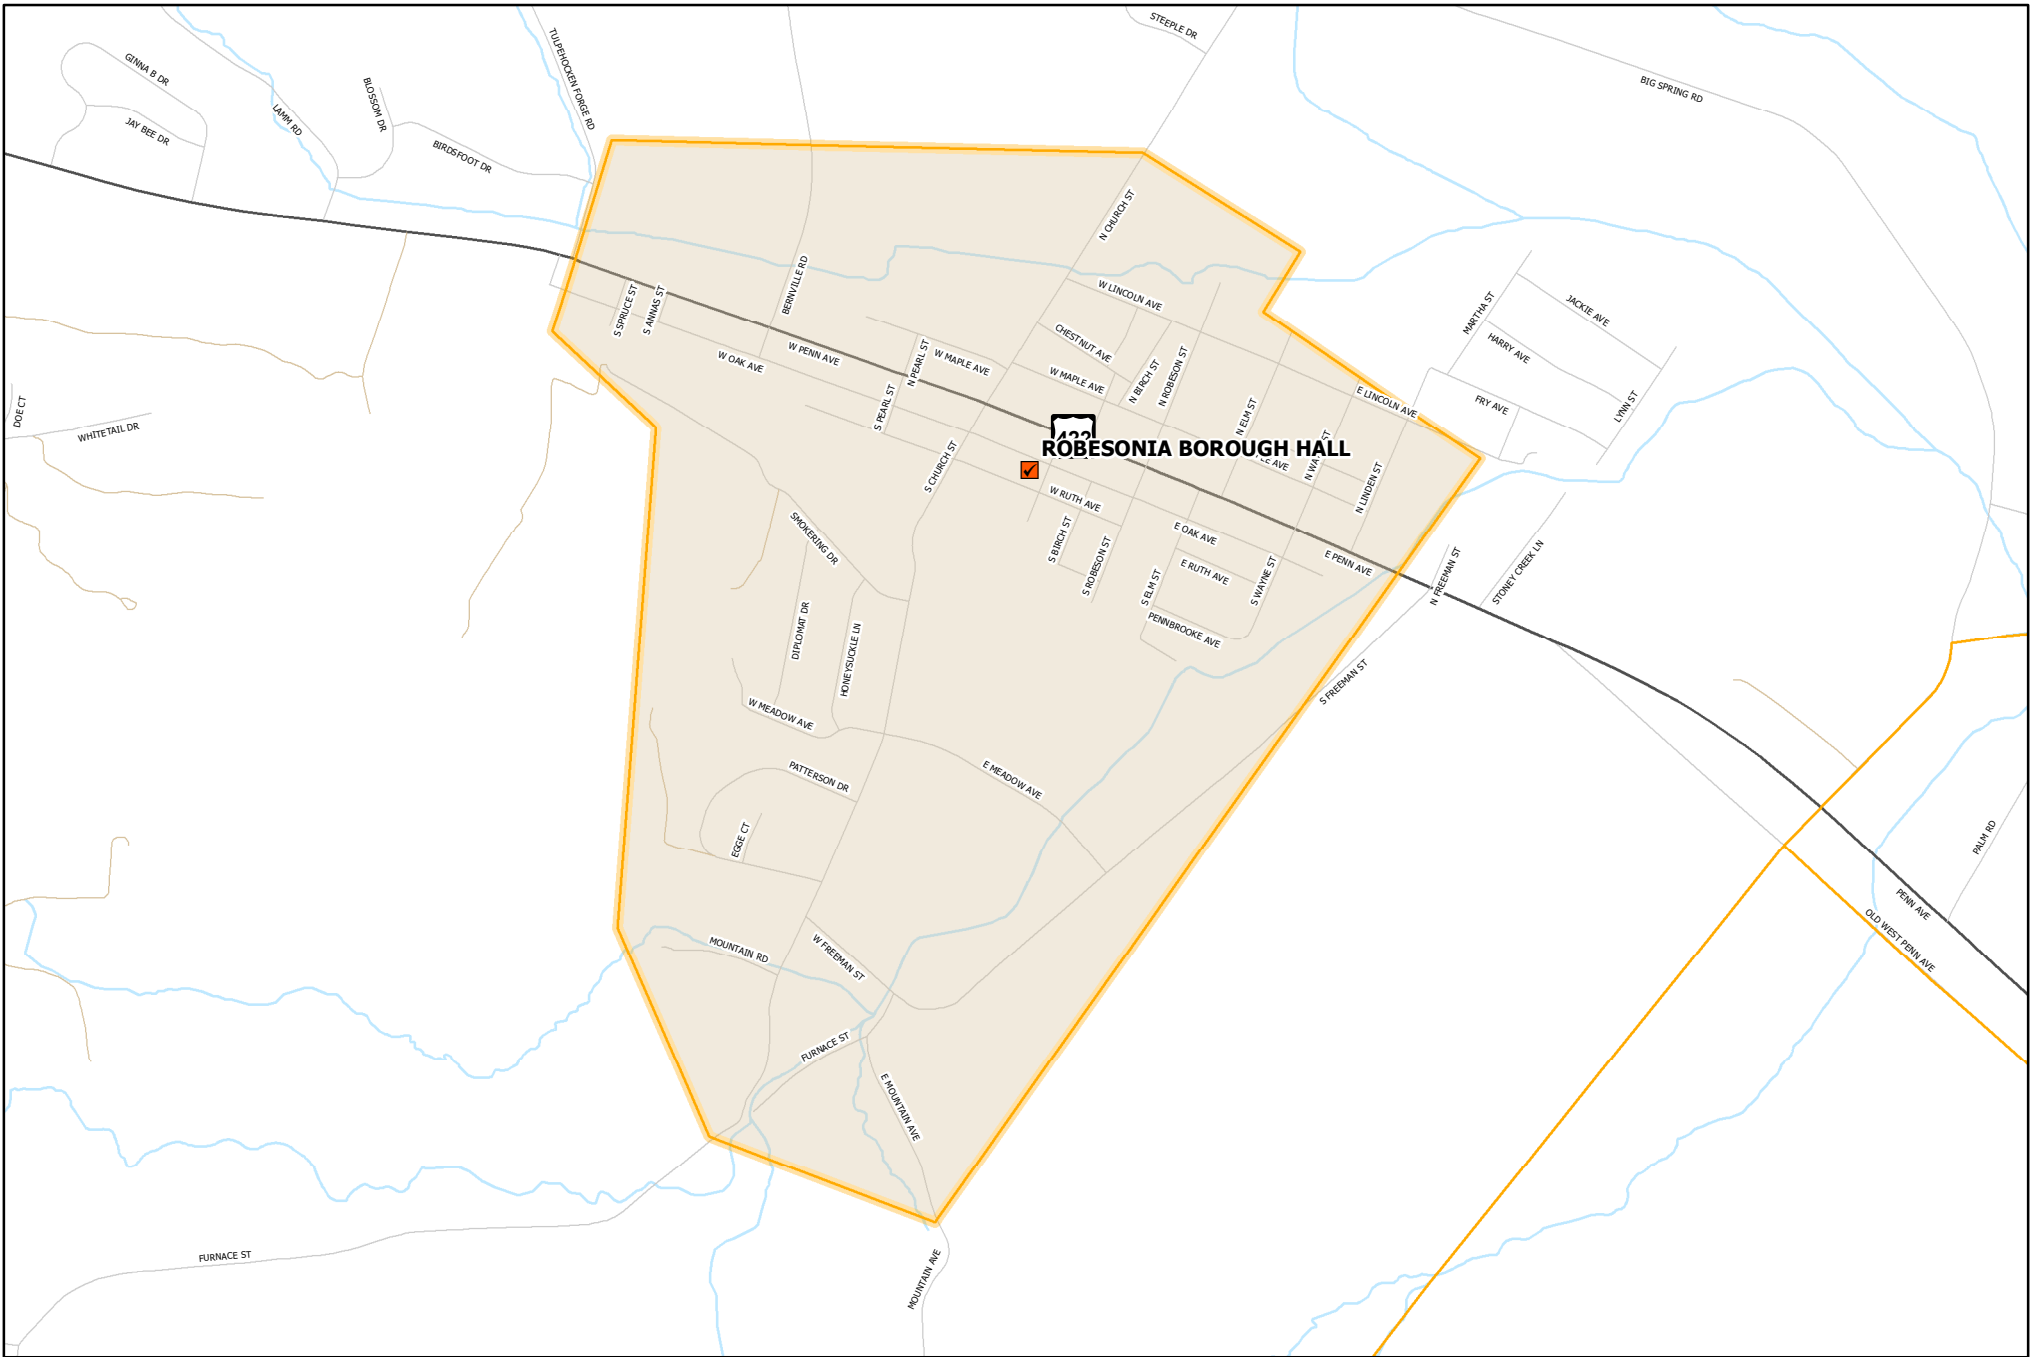 STEEPLE DR
TULPEHOCKEN FORGE RD
GINNA B DR
BIG SPRING RD
BLOSSOM DR
LAMM RD
JAY BEE DR
BIRDSFOOT DR
N CHURCH ST
BERNVILLE RD
W LINCOLN AVE
S SPRUCE ST
S ANNAS ST
MARTHA ST
JACKIE AVE
CHESTNUT AVE
HARRY AVE
W PENN AVE
W OAK AVE
N PEARL ST
W MAPLE AVE
W MAPLE AVE
N BIRCH ST
N ROBESON ST
E LINCOLN AVE
FRY AVE
LYNN ST
DOE CT
WHITETAIL DR
S PEARL ST
N ELM ST
422
ROBESONIA BOROUGH HALL
S CHURCH ST
N LINDEN ST
W RUTH AVE
SMOKERING DR
S BIRCH ST
E OAK AVE
S ROBESON ST
E RUTH AVE
E PENN AVE
S ELM ST
S WAYNE ST
N FREEMAN ST
STONEY CREEK LN
DIPLOMAT DR
HONEYSUCKLE LN
PENNBROOKE AVE
S FREEMAN ST
W MEADOW AVE
PATTERSON DR
E MEADOW AVE
EGGE CT
PALM RD
PENN AVE
OLD WEST PENN AVE
MOUNTAIN RD
W FREEMAN ST
FURNACE ST
E MOUNTAIN AVE
FURNACE ST
MOUNTAIN AVE